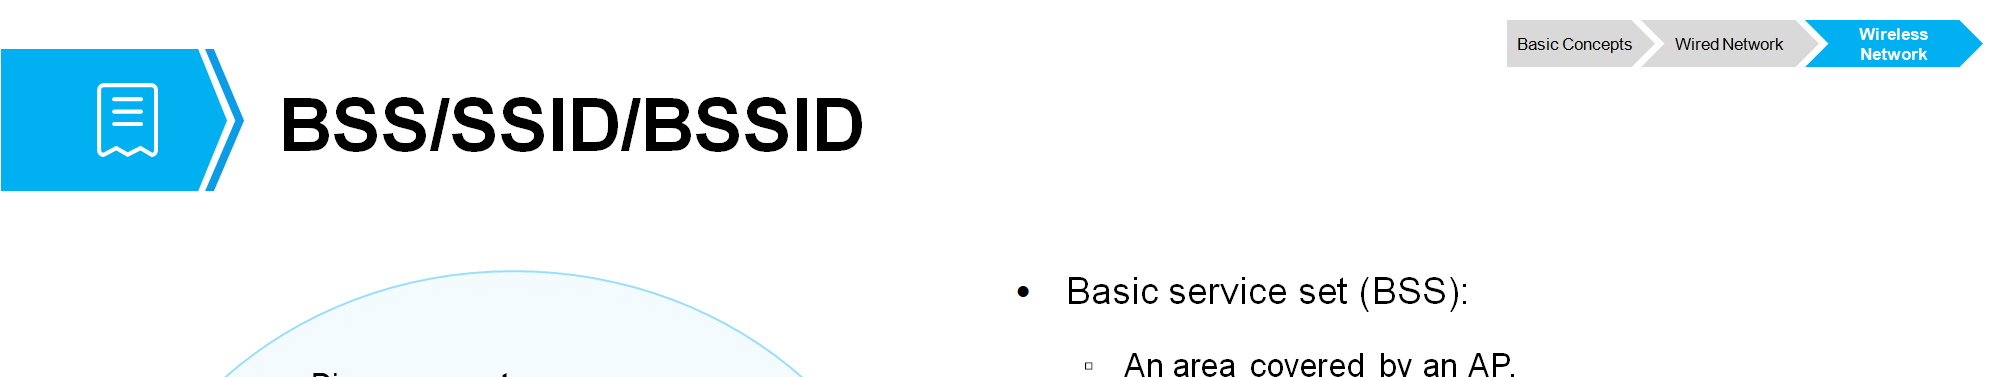 Basic Concepts
Wired Network
Wireless
Network
BSS/SSID/BSSID
• Basic service set (BSS):
▫ An area covered by an AP.